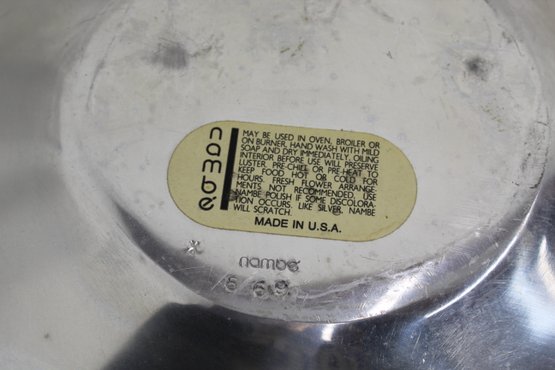 nambé
MAY BE USED IN OVEN, BROILER OR
ON BURNER. HAND WASH WITH MILD
SOAP AND DRY IMMEDIATELY. OILING
INTERIOR BEFORE USE WILL PRESERVE
LUSTER. PRE-CHILL OR PRE-HEAT TO
KEEP FOOD HOT OR COLD FOR
HOURS. FRESH FLOWER ARRANGE-
MENTS NOT RECOMMENDED. USE
NAMBE POLISH IF SOME DISCOLORA-
TION OCCURS. LIKE SILVER, NAMBE
WILL SCRATCH.
MADE IN U.S.A.
nambé
569